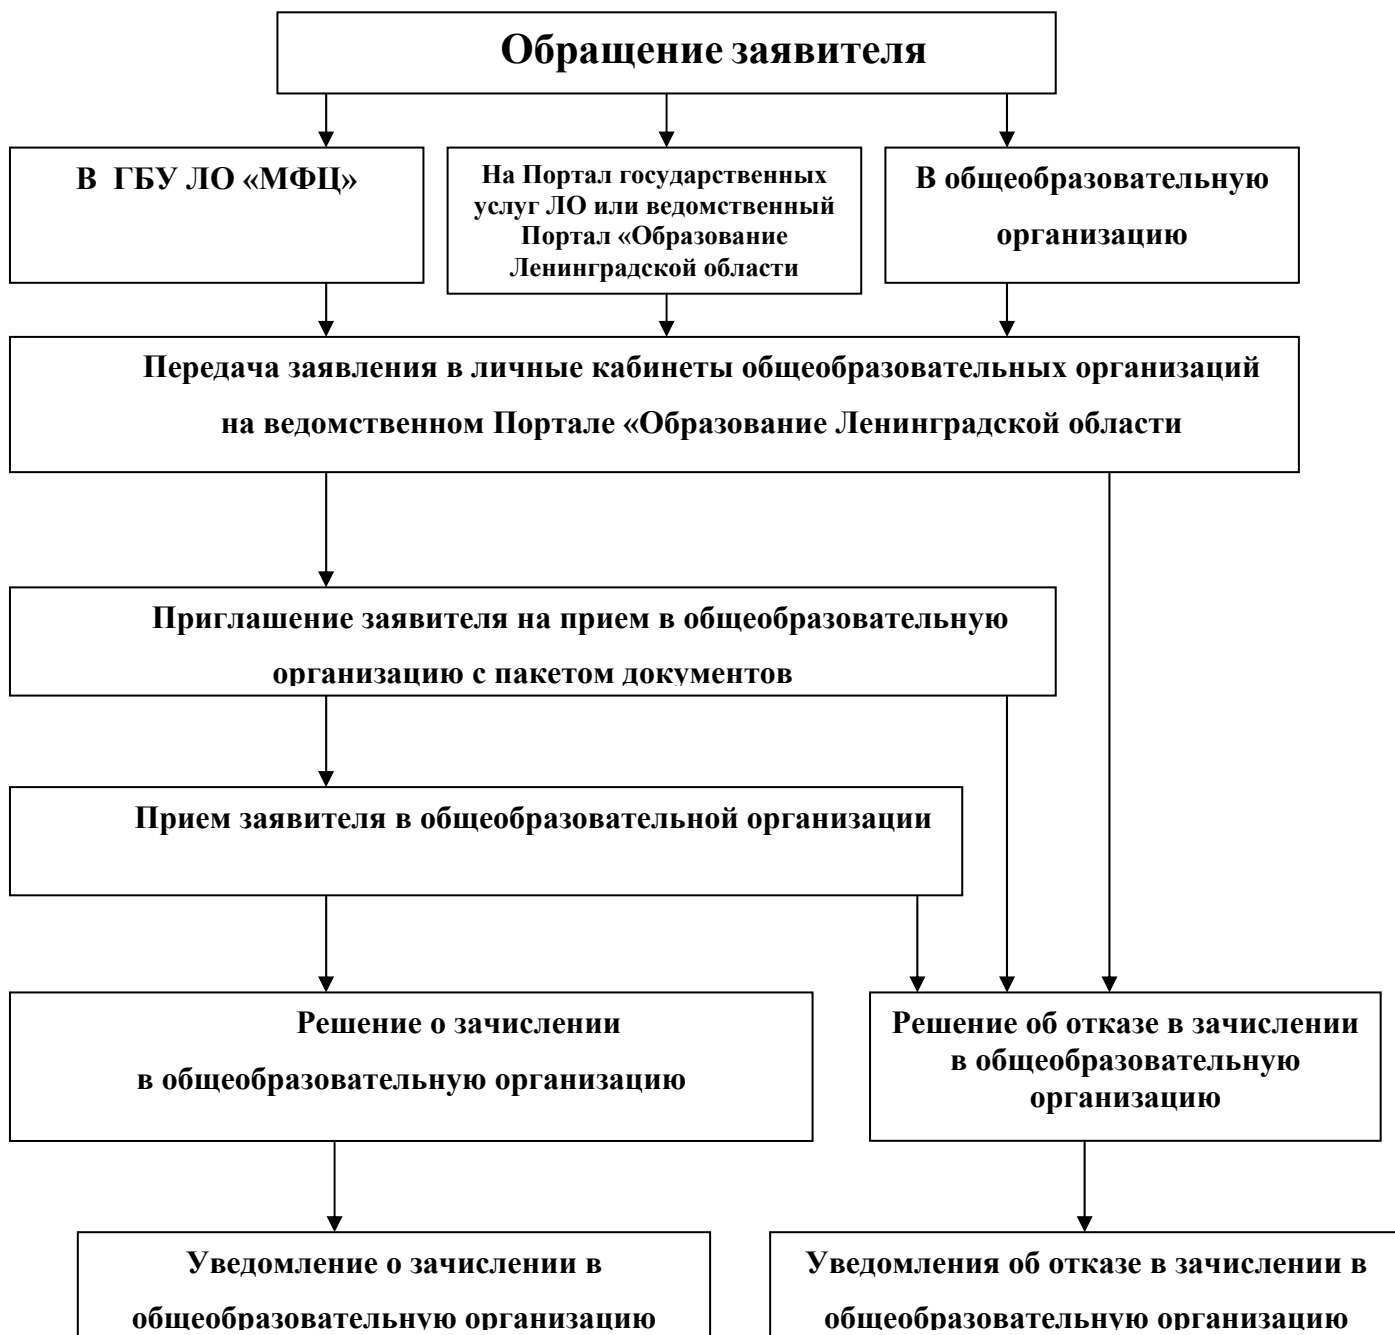 Обращение заявителя
В ГБУ ЛО «МФЦ»
На Портал государственных
услуг ЛО или ведомственный
Портал «Образование
Ленинградской области
В общеобразовательную
организацию
Передача заявления в личные кабинеты общеобразовательных организаций
на ведомственном Портале «Образование Ленинградской области
Приглашение заявителя на прием в общеобразовательную
организацию с пакетом документов
Прием заявителя в общеобразовательной организации
Решение о зачислении
в общеобразовательную организацию
Решение об отказе в зачислении
в общеобразовательную
организацию
Уведомление о зачислении в
общеобразовательную организацию
Уведомления об отказе в зачислении в
общеобразовательную организацию